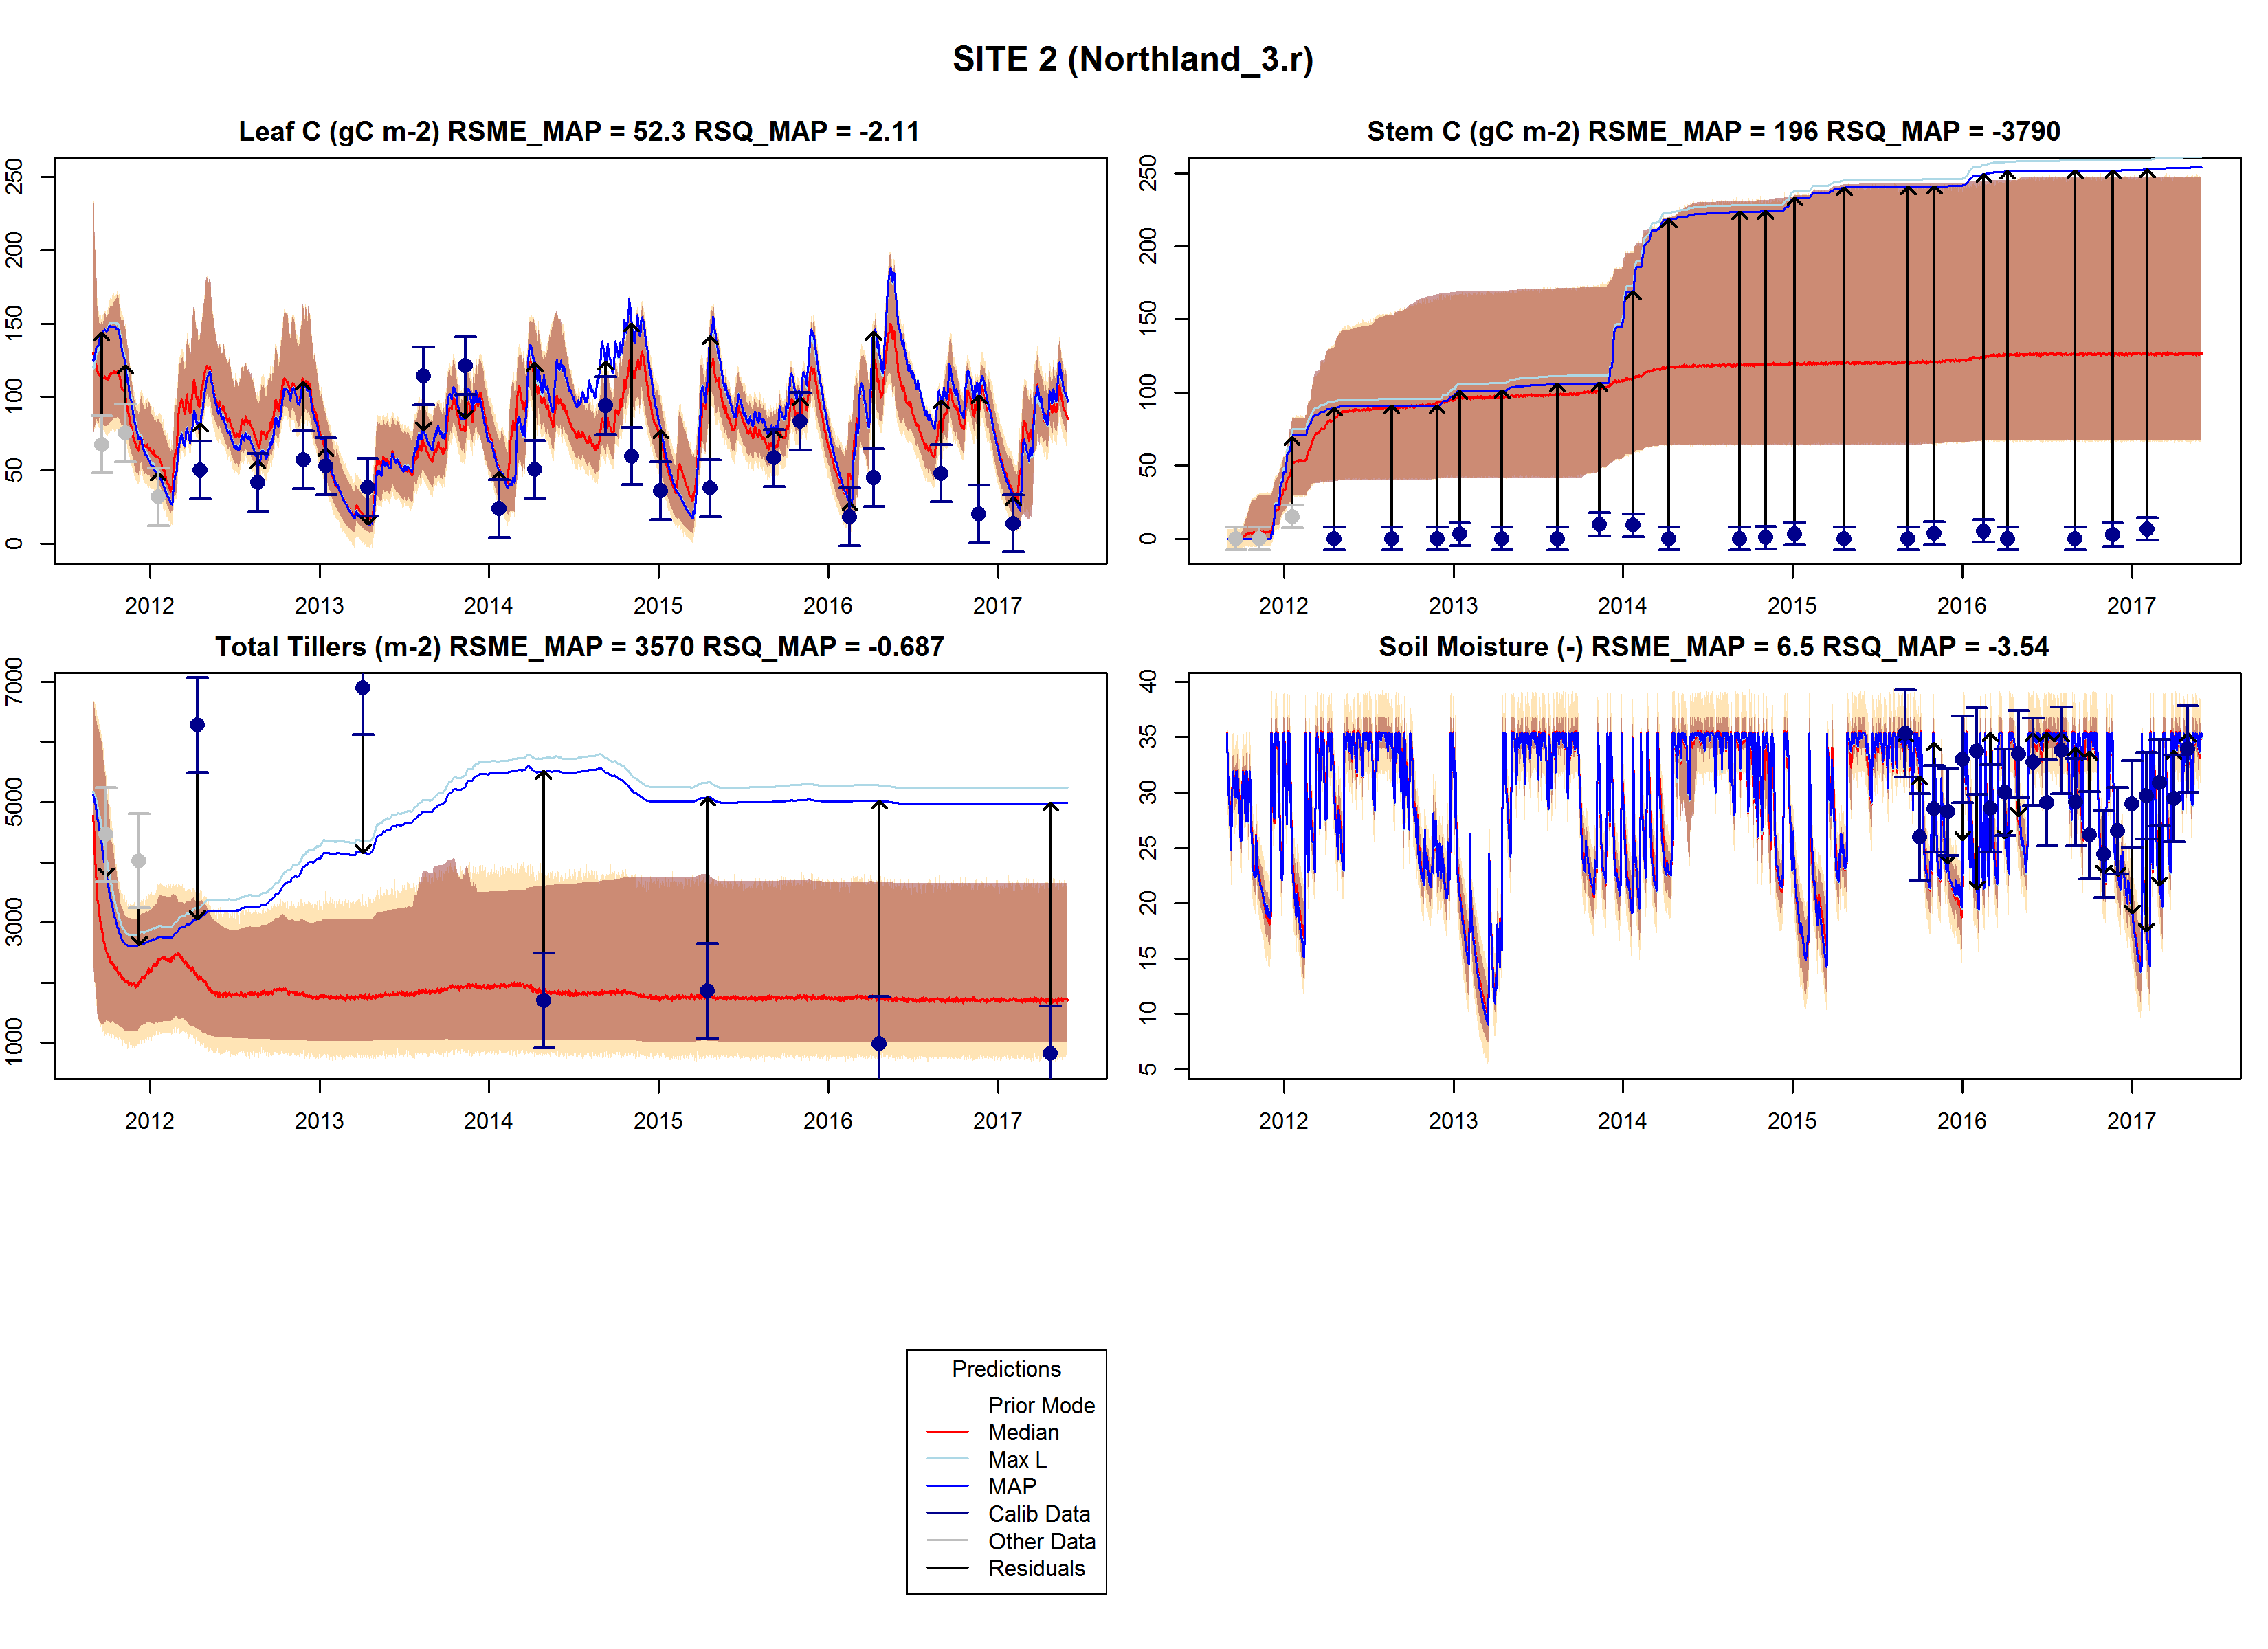 SITE 2 (Northland_3.r)
Leaf C (gC m-2) RSME_MAP = 52.3 RSQ_MAP = -2.11
250
200
150
100
50
0
2012 2013 2014 2015 2016 2017
Stem C (gC m-2) RSME_MAP = 196 RSQ_MAP = -3790
250
200
150
100
50
0
2012 2013 2014 2015 2016 2017
Total Tillers (m-2) RSME_MAP = 3570 RSQ_MAP = -0.687
7000
5000
3000
1000
2012 2013 2014 2015 2016 2017
Soil Moisture (-) RSME_MAP = 6.5 RSQ_MAP = -3.54
40
35
30
25
20
15
10
5
2012 2013 2014 2015 2016 2017
Predictions
Prior Mode
Median
Max L
MAP
Calib Data
Other Data
Residuals